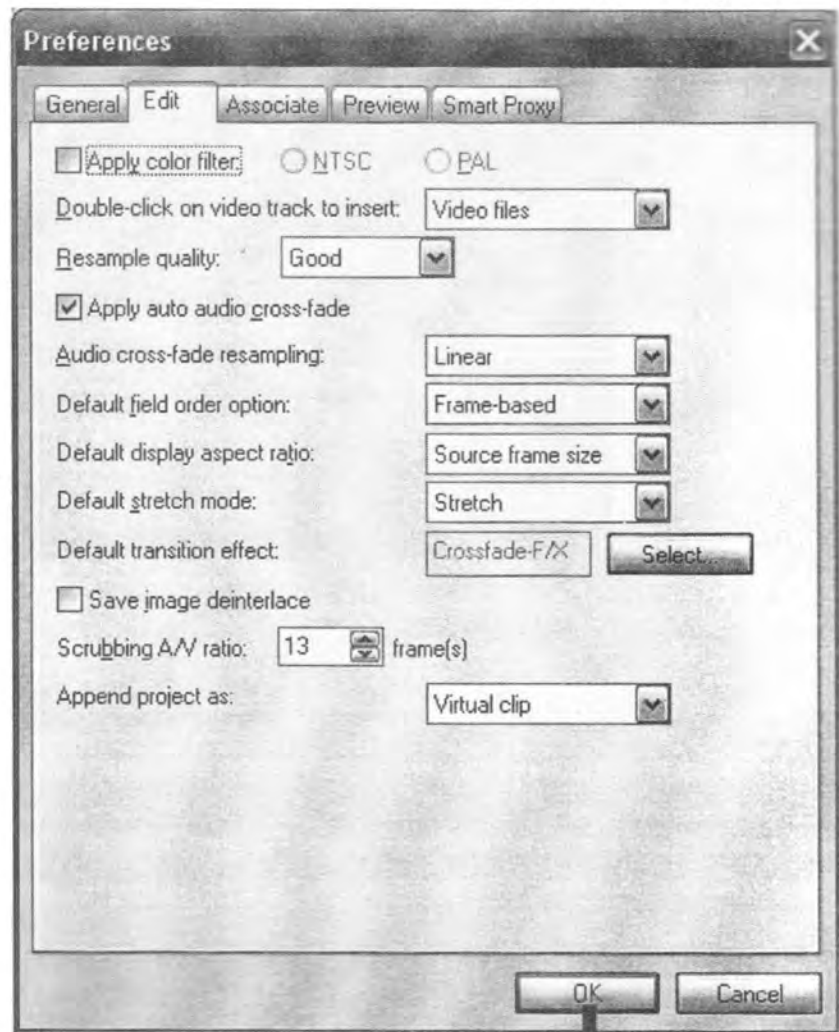 Preferences
General Edit Associate Preview Smart Proxy
Apply color filter: NTSC PAL
Double-click on video track to insert: Video files
Resample quality: Good
Apply auto audio cross-fade
Audio cross-fade resampling: Linear
Default field order option: Frame-based
Default display aspect ratio: Source frame size
Default stretch mode: Stretch
Default transition effect: Crossfade-F/X Select...
Save image deinterlace
Scrubbing A/V ratio: 13 frame(s)
Append project as: Virtual clip
OK Cancel